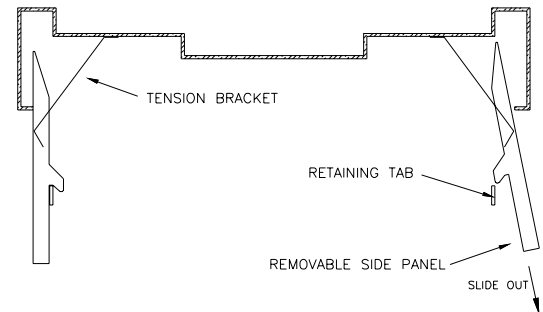 TENSION BRACKET
RETAINING TAB
REMOVABLE SIDE PANEL
SLIDE OUT